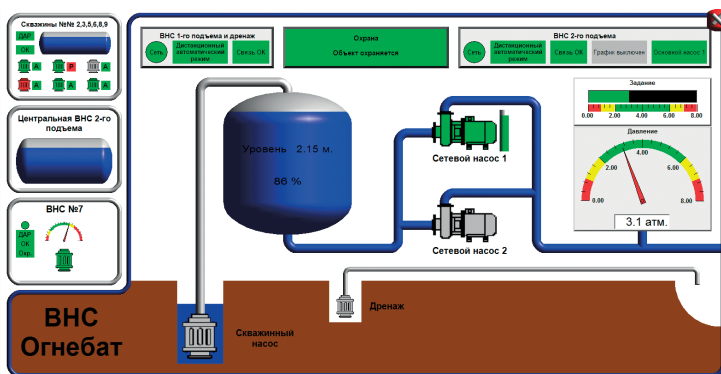 Скважины №№ 2,3,5,6,8,9
ДАР
ОК
А
Р
А
А
А
А
Центральная ВНС 2-го
подъема
ВНС №7
ДАР
ОК
Охр.
ВНС 1-го подъема и дренаж
Сеть
Дистанционный
автоматический
режим
Связь ОК
Охрана
Объект охраняется
ВНС 2-го подъема
Сеть
Дистанционный
автоматический
режим
Связь ОК
График выключен
Основной насос 1
Уровень 2.15 м.
86 %
Сетевой насос 1
Сетевой насос 2
Задание
0.00 2.00 4.00 6.00 8.00
Давление
0.00
2.00
4.00
6.00
8.00
3.1 атм.
ВНС
Огнебат
Скважинный
насос
Дренаж